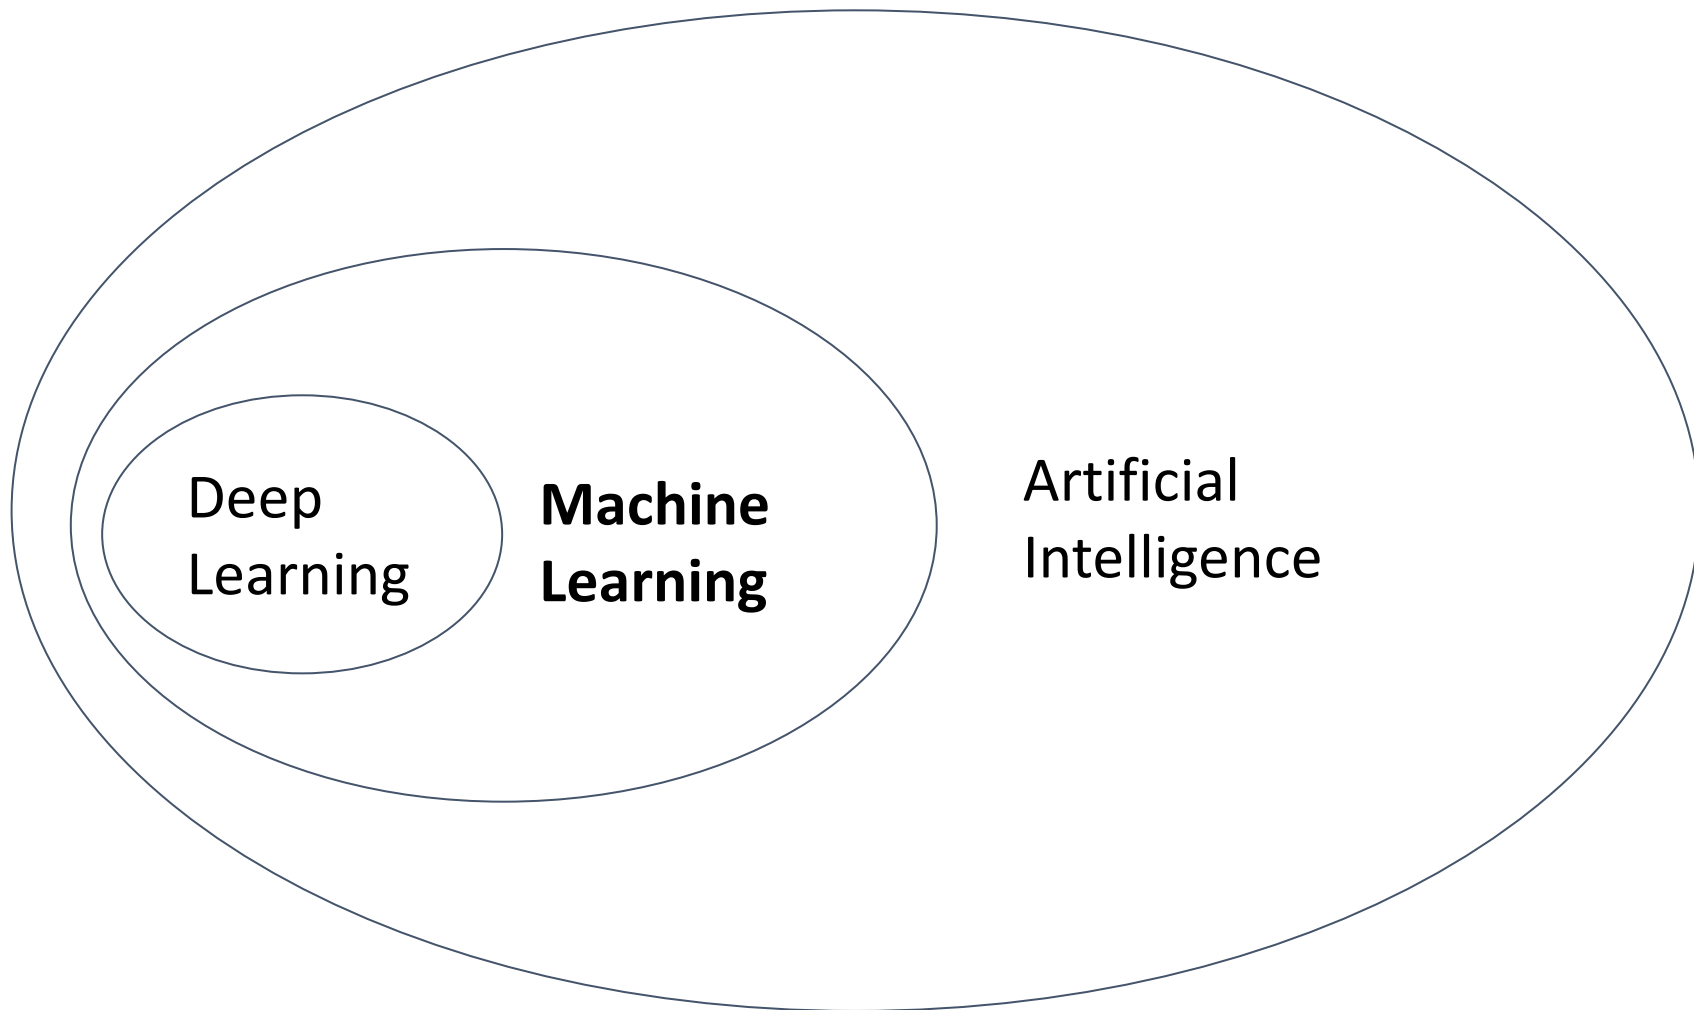 Deep
Learning
Machine
Learning
Artificial
Intelligence